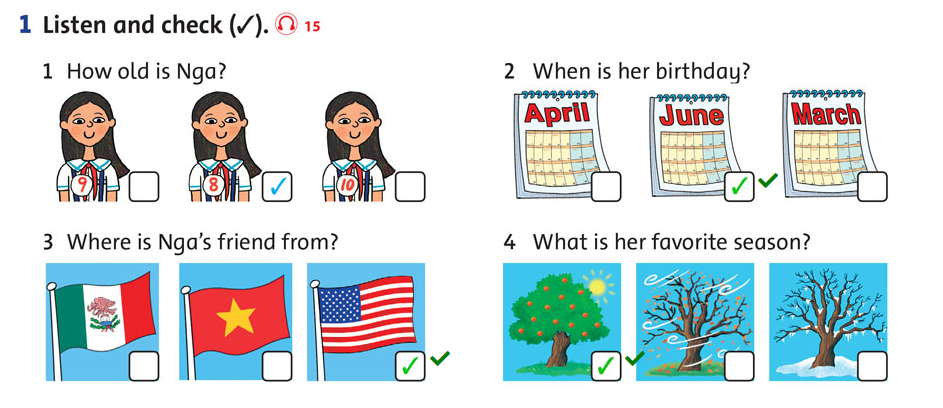 1 Listen and check (✓). 15
1 How old is Nga?
9
8
10
2 When is her birthday?
April
June
March
3 Where is Nga's friend from?
4 What is her favorite season?